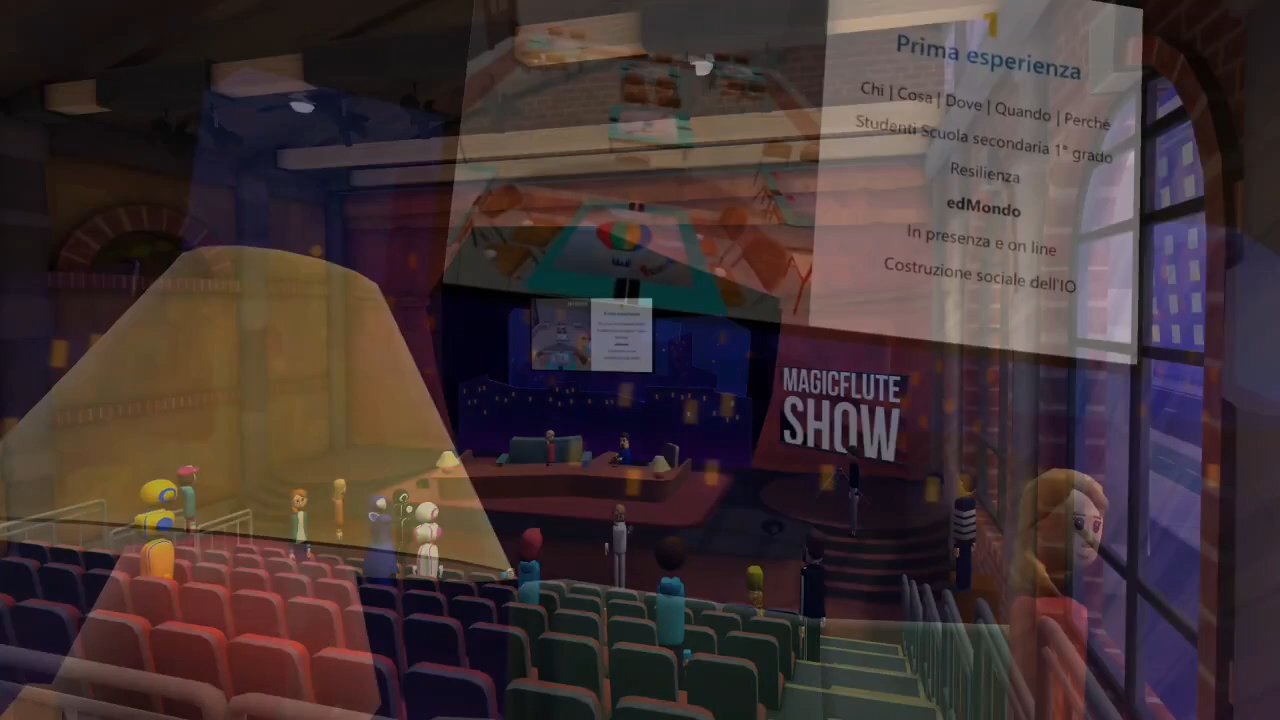 1
Prima esperienza
Chi | Cosa | Dove | Quando | Perché
Studenti Scuola secondaria 1° grado
Resilienza
edMondo
In presenza e on line
Costruzione sociale dell'IO
MAGICFLUTE
SHOW